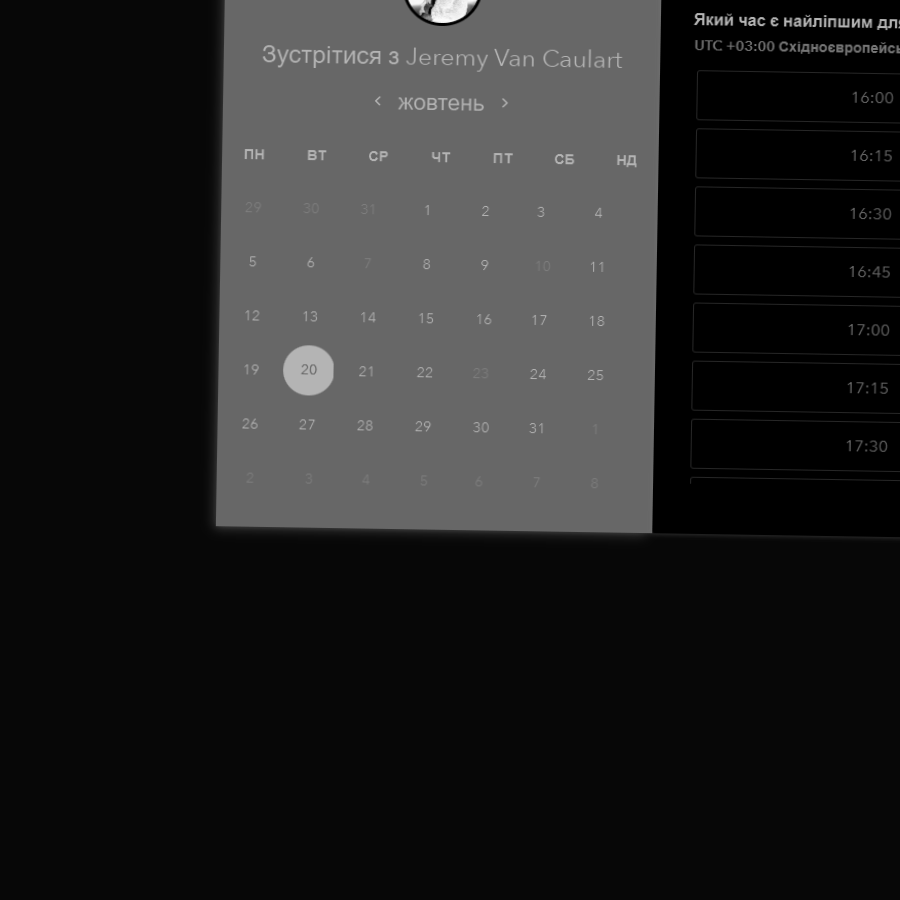 Зустрітися з Jeremy Van Caulart
жовтень
ПН ВТ СР ЧТ ПТ СБ НД
29 30 31 1 2 3 4
5 6 7 8 9 10 11
12 13 14 15 16 17 18
19 20 21 22 23 24 25
26 27 28 29 30 31 1
2 3 4 5 6 7 8
Який час є найліпшим для
UTC +03:00 Східноєвропейсь
16:00
16:15
16:30
16:45
17:00
17:15
17:30